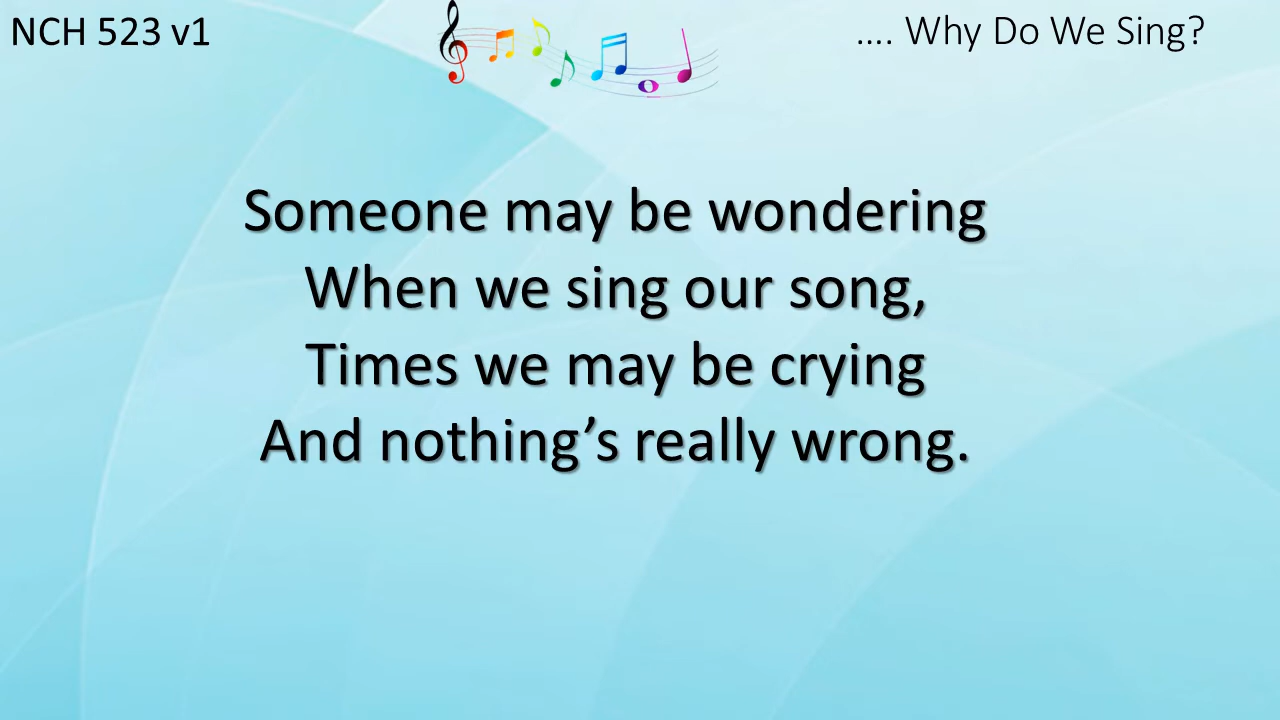 NCH 523 v1
.... Why Do We Sing?
Someone may be wondering
When we sing our song,
Times we may be crying
And nothing’s really wrong.